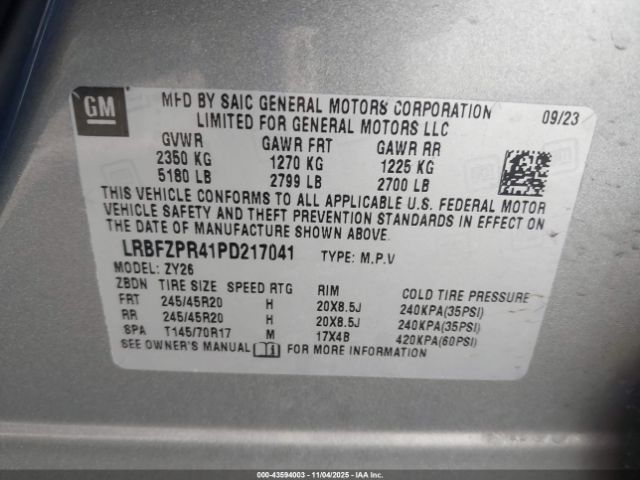 GM
MFD BY SAIC GENERAL MOTORS CORPORATION
LIMITED FOR GENERAL MOTORS LLC
09/23
GVWR GAWR FRT GAWR RR
2350 KG 1270 KG 1225 KG
5180 LB 2799 LB 2700 LB
THIS VEHICLE CONFORMS TO ALL APPLICABLE U.S. FEDERAL MOTOR
VEHICLE SAFETY AND THEFT PREVENTION STANDARDS IN EFFECT ON
THE DATE OF MANUFACTURE SHOWN ABOVE.
LRBFZPR41PD217041 TYPE: M.P.V
MODEL: ZY26
ZBDN TIRE SIZE SPEED RTG RIM COLD TIRE PRESSURE
FRT 245/45R20 H 20X8.5J 240KPA(35PSI)
RR 245/45R20 H 20X8.5J 240KPA(35PSI)
SPA T145/70R17 M 17X4B 420KPA(60PSI)
SEE OWNER'S MANUAL FOR MORE INFORMATION
000-43594003 - 11/04/2025 - IAAI.COM